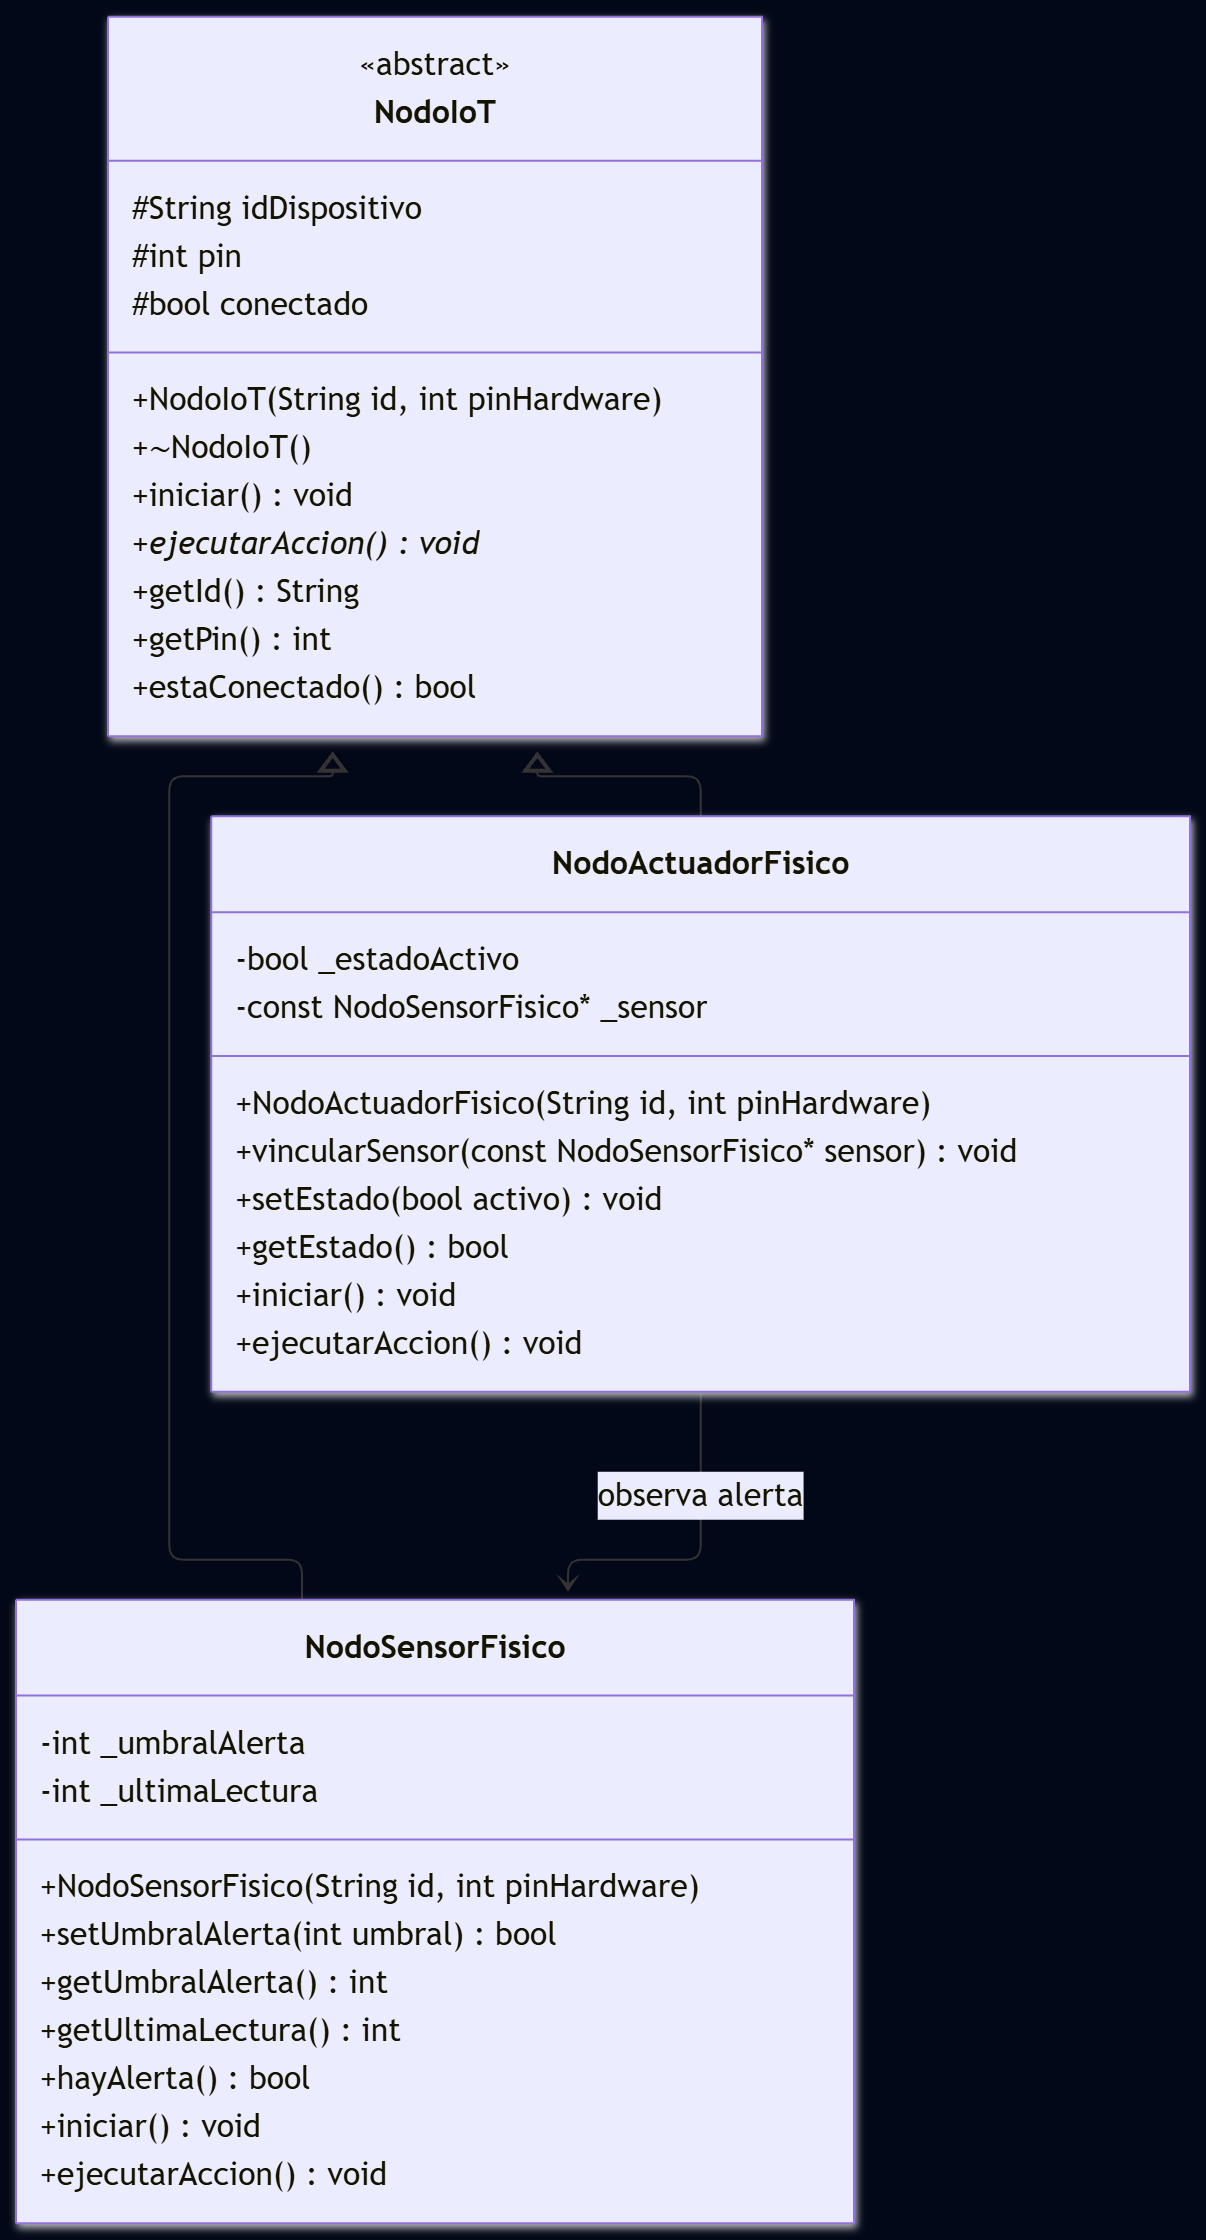 «abstract»
NodoIoT
#String idDispositivo
#int pin
#bool conectado
+NodoIoT(String id, int pinHardware)
+~NodoIoT()
+iniciar() : void
+ejecutarAccion() : void
+getId() : String
+getPin() : int
+estaConectado() : bool
NodoActuadorFisico
-bool _estadoActivo
-const NodoSensorFisico* _sensor
+NodoActuadorFisico(String id, int pinHardware)
+vincularSensor(const NodoSensorFisico* sensor) : void
+setEstado(bool activo) : void
+getEstado() : bool
+iniciar() : void
+ejecutarAccion() : void
observa alerta
NodoSensorFisico
-int _umbralAlerta
-int _ultimaLectura
+NodoSensorFisico(String id, int pinHardware)
+setUmbralAlerta(int umbral) : bool
+getUmbralAlerta() : int
+getUltimaLectura() : int
+hayAlerta() : bool
+iniciar() : void
+ejecutarAccion() : void